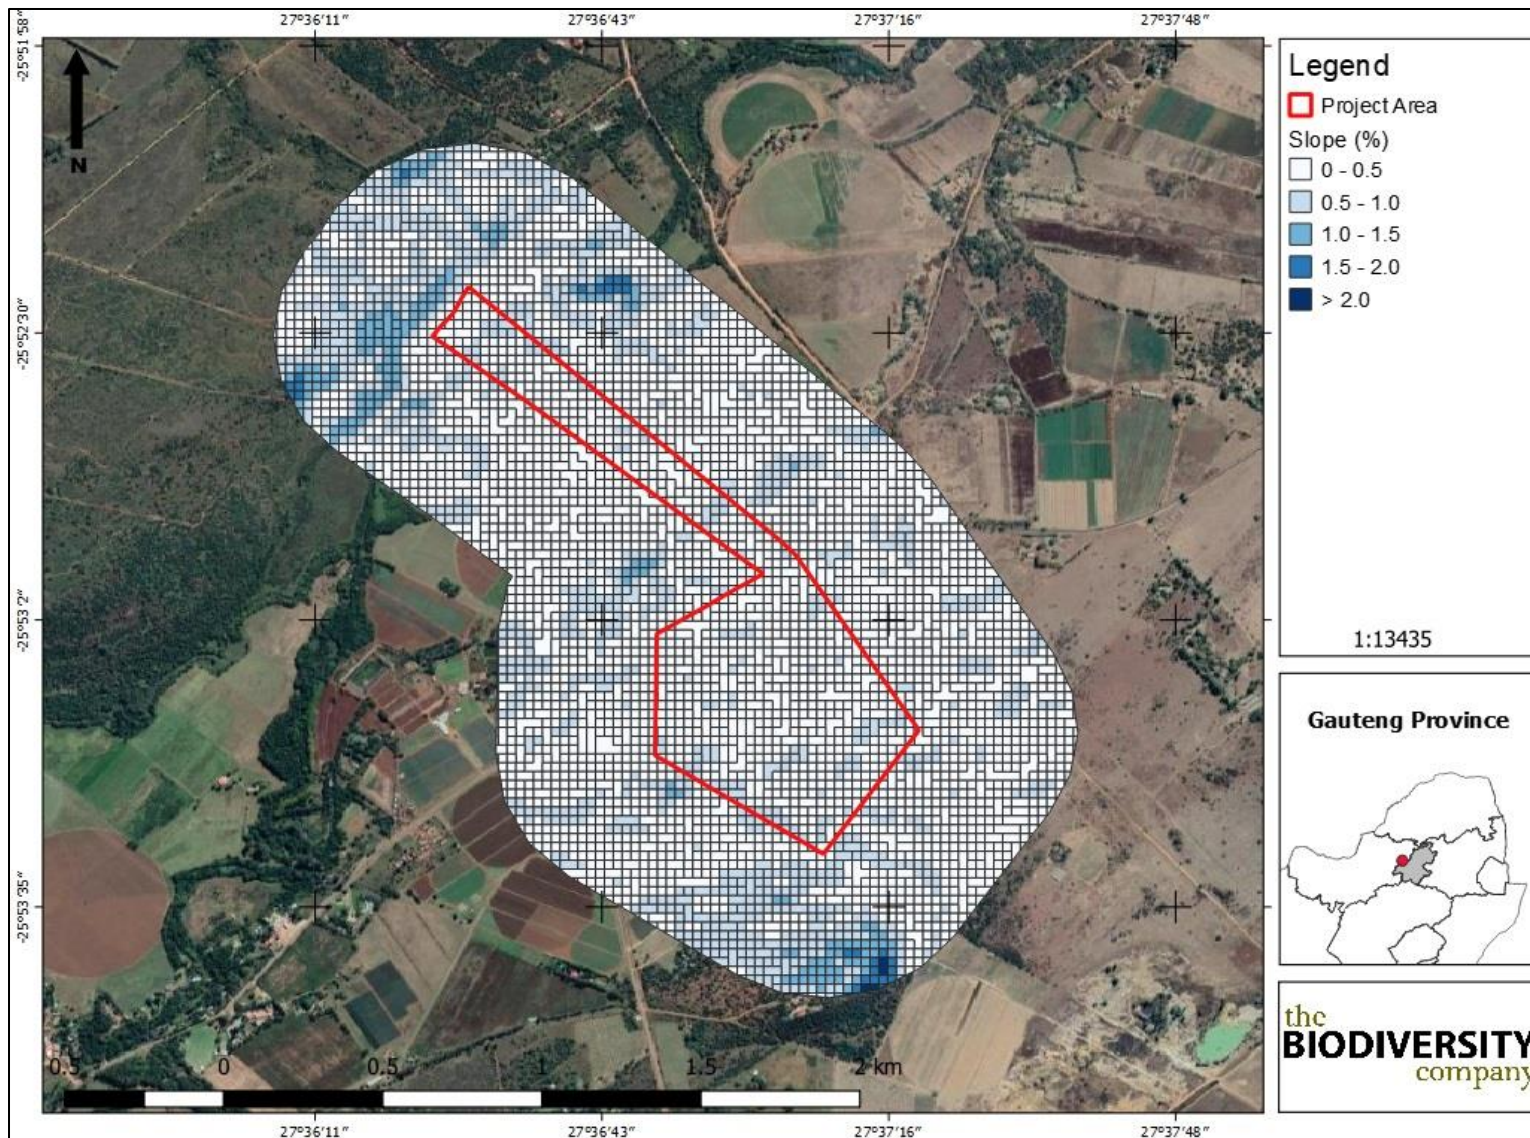 27°36'11" 27°36'43" 27°37'16" 27°37'48"
-25°51'58"
N
-25°52'30"
-25°53'2"
-25°53'35"
0.5 0 0.5 1 1.5 2 km
27°36'11" 27°36'43" 27°37'16" 27°37'48"
Legend
Project Area
Slope (%)
0 - 0.5
0.5 - 1.0
1.0 - 1.5
1.5 - 2.0
> 2.0
1:13435
Gauteng Province
the
BIODIVERSITY
company